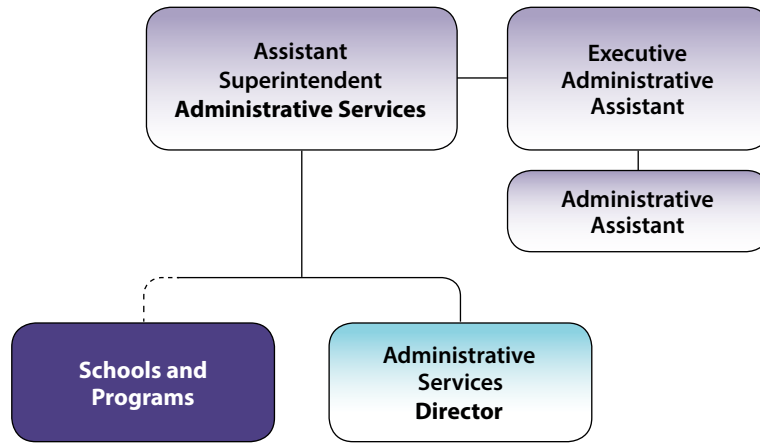 Assistant
Superintendent
Administrative Services
Executive
Administrative
Assistant
Administrative
Assistant
Schools and
Programs
Administrative
Services
Director